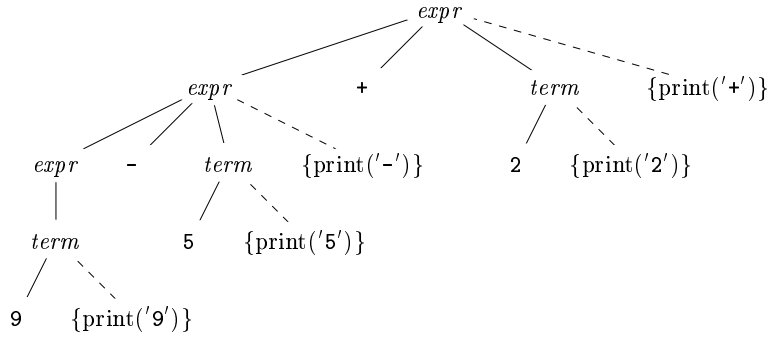 expr
expr + term {print('+')}
expr - term {print('-')} 2 {print('2')}
term 5 {print('5')}
9 {print('9')}